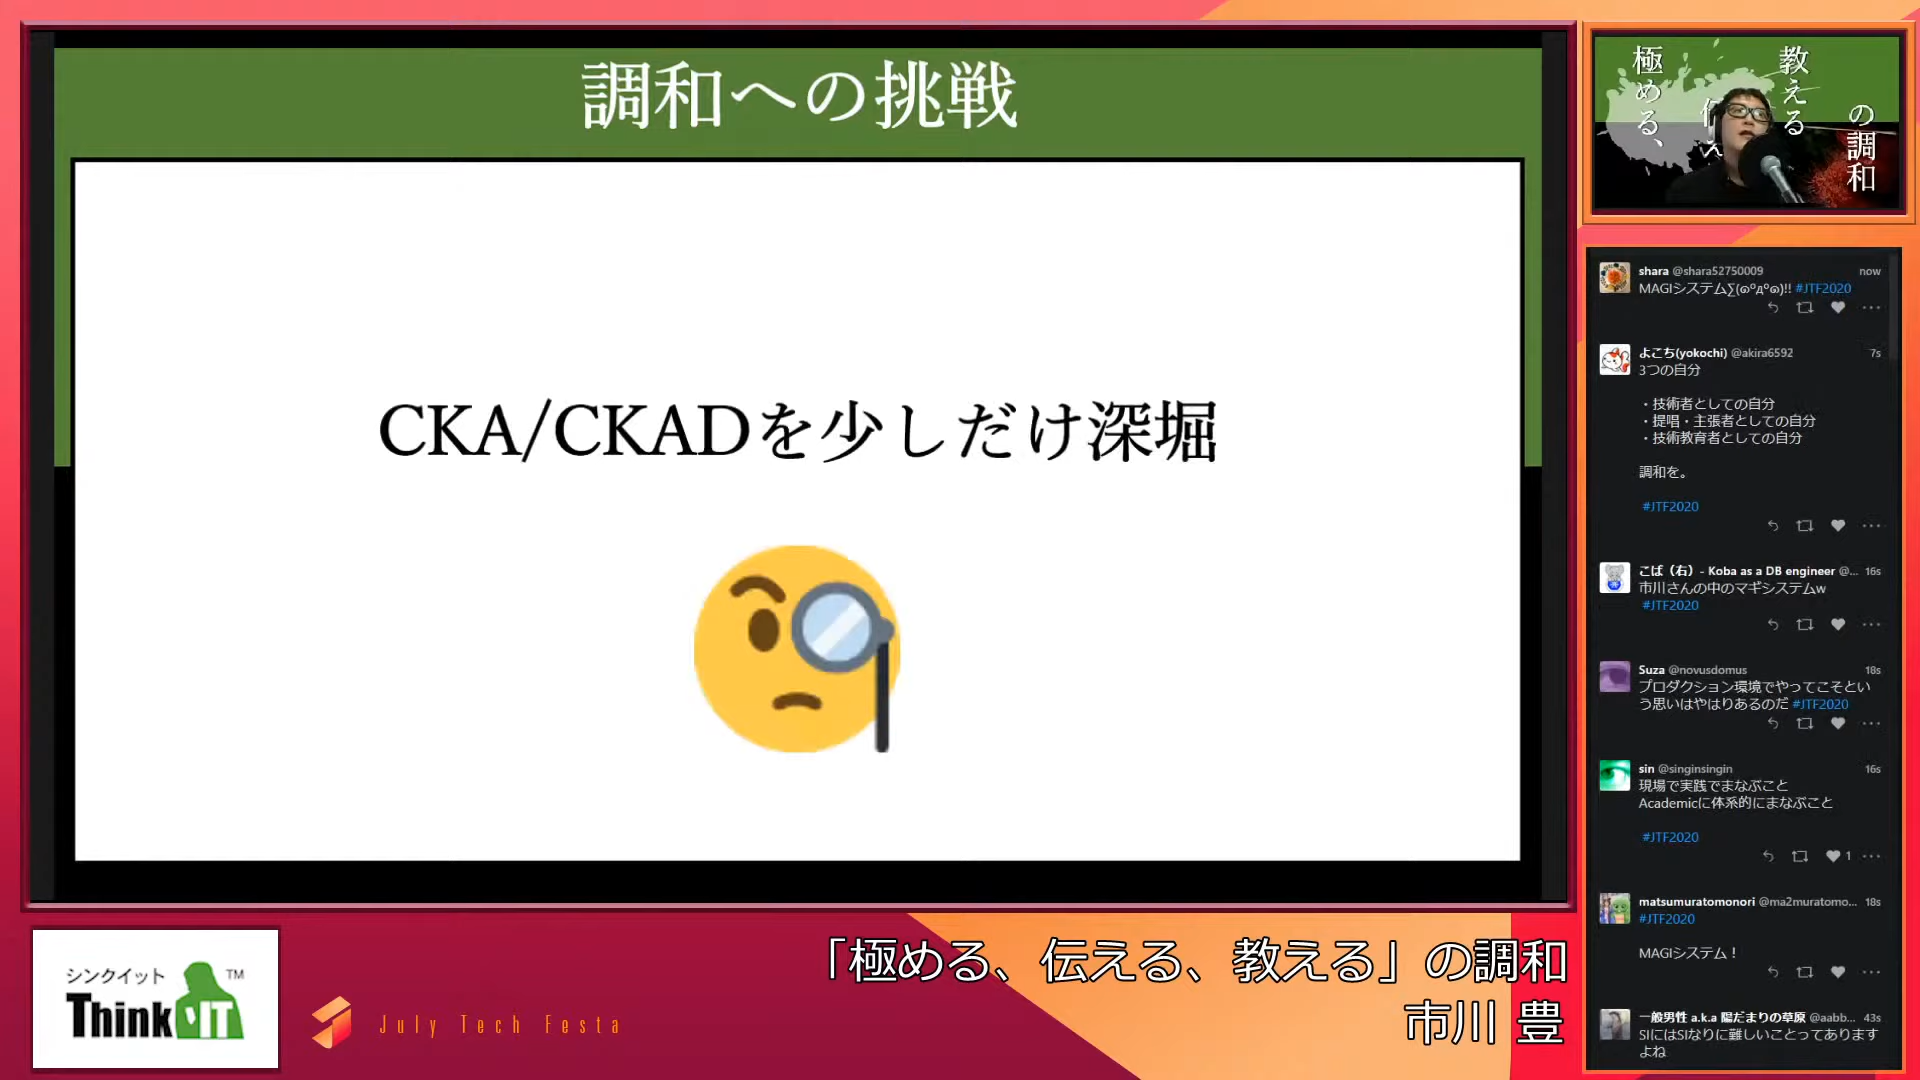 調和への挑戦
CKA/CKADを少しだけ深堀
極める、
伝え
教える
の調和
shara @shara52750009 now
MAGIシステム∑(๑ºдº๑)!! #JTF2020
よこち(yokochi) @akira6592 7s
3つの自分
・技術者としての自分
・提唱・主張者としての自分
・技術教育者としての自分
調和を。
#JTF2020
こば（右）- Koba as a DB engineer @... 16s
市川さんの中のマギシステムw
#JTF2020
Suza @novusdomus 18s
プロダクション環境でやってこそとい
う思いはやはりあるのだ #JTF2020
sin @singinsingin 16s
現場で実践でまなぶこと
Academicに体系的にまなぶこと
#JTF2020
1
matsumuratomonori @ma2muratomo... 18s
#JTF2020
MAGIシステム！
一般男性 a.k.a 陽だまりの草原 @aabb... 43s
SIにはSIなりに難しいことってあります
よね
シンクイット TM
Think IT
July Tech Festa
「極める、伝える、教える」の調和
市川 豊